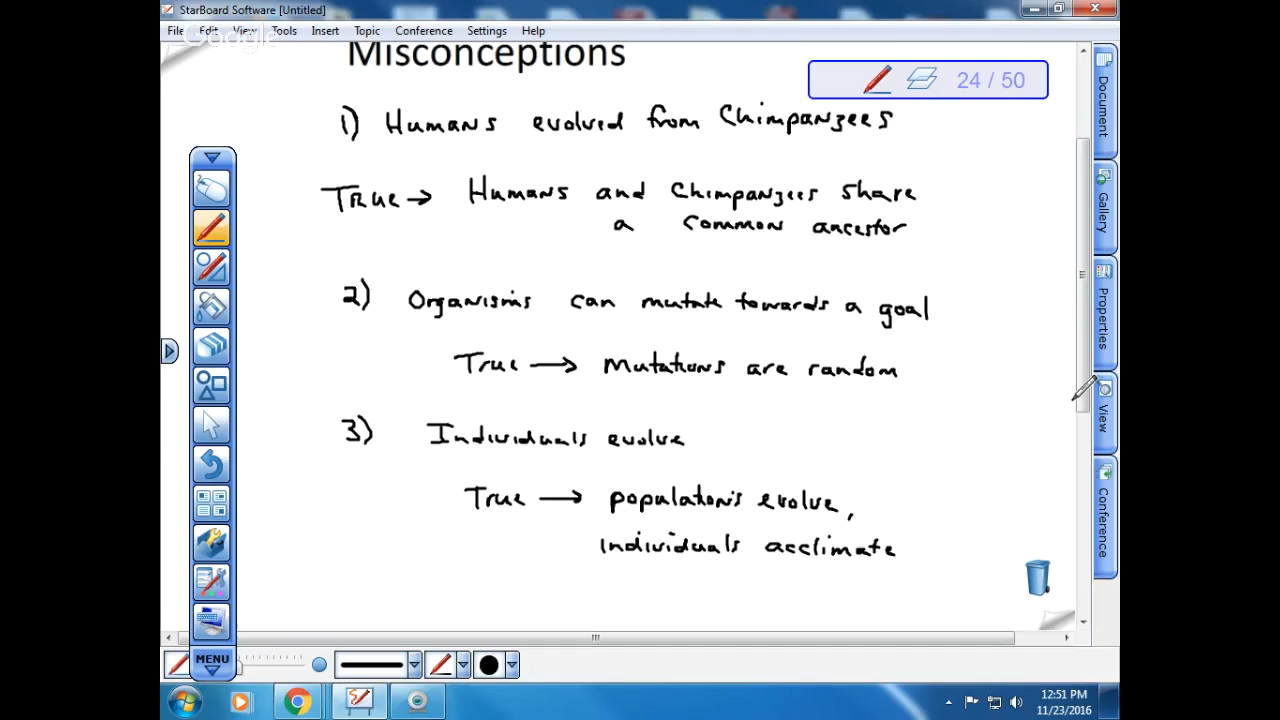 StarBoard Software [Untitled]
File Edit View Tools Insert Topic Conference Settings Help
Google
Misconceptions
24 / 50
1) Humans evolved from Chimpanzees
True → Humans and Chimpanzees share
a common ancestor
2) Organisms can mutate towards a goal
True → Mutations are random
3) Individuals evolve
True → populations evolve,
individuals acclimate
Document
Gallery
Properties
View
Conference
MENU
12:51 PM
11/23/2016